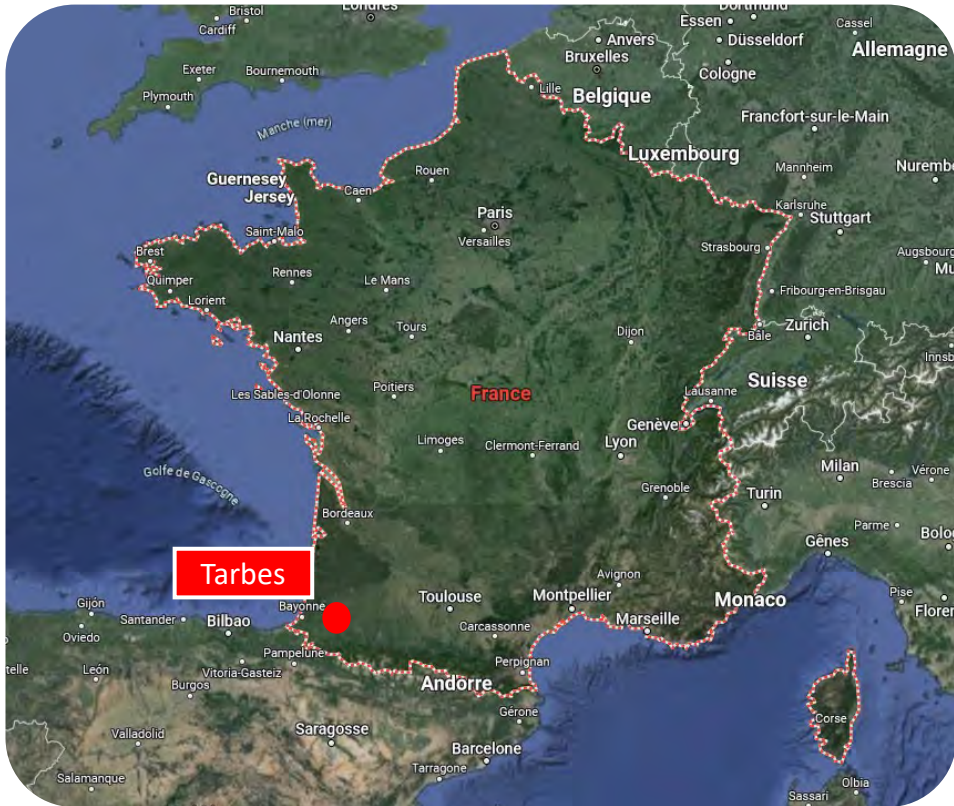 Londres
Dortmund
Bristol
Essen
Cassel
Cardiff
Anvers
Düsseldorf
Allemagne
Bruxelles
Exeter
Bournemouth
Cologne
Lille
Belgique
Plymouth
Francfort-sur-le-Main
Manche (mer)
Luxembourg
Mannheim
Nurembe
Rouen
Guernesey
Jersey
Caen
Karlsruhe
Stuttgart
Paris
Saint-Malo
Versailles
Strasbourg
Brest
Augsbourg
Mu
Rennes
Le Mans
Quimper
Fribourg-en-Brisgau
Lorient
Angers
Tours
Dijon
Zurich
Nantes
Bâle
Innsb
Suisse
Poitiers
France
Les Sables-d'Olonne
Lausanne
La Rochelle
Genève
Limoges
Clermont-Ferrand
Lyon
Milan
Vérone
Golfe de Gascogne
Brescia
Grenoble
Turin
Bordeaux
Parme
Bolog
Gênes
Tarbes
Avignon
Toulouse
Montpellier
Monaco
Pise
Gijón
Bayonne
Floren
Santander
Bilbao
Carcassonne
Marseille
Oviedo
Pampelune
telle
León
Vitoria-Gasteiz
Perpignan
Burgos
Andorre
Gérone
Corse
Valladolid
Saragosse
Barcelone
Tarragone
Salamanque
Olbia
Sassari